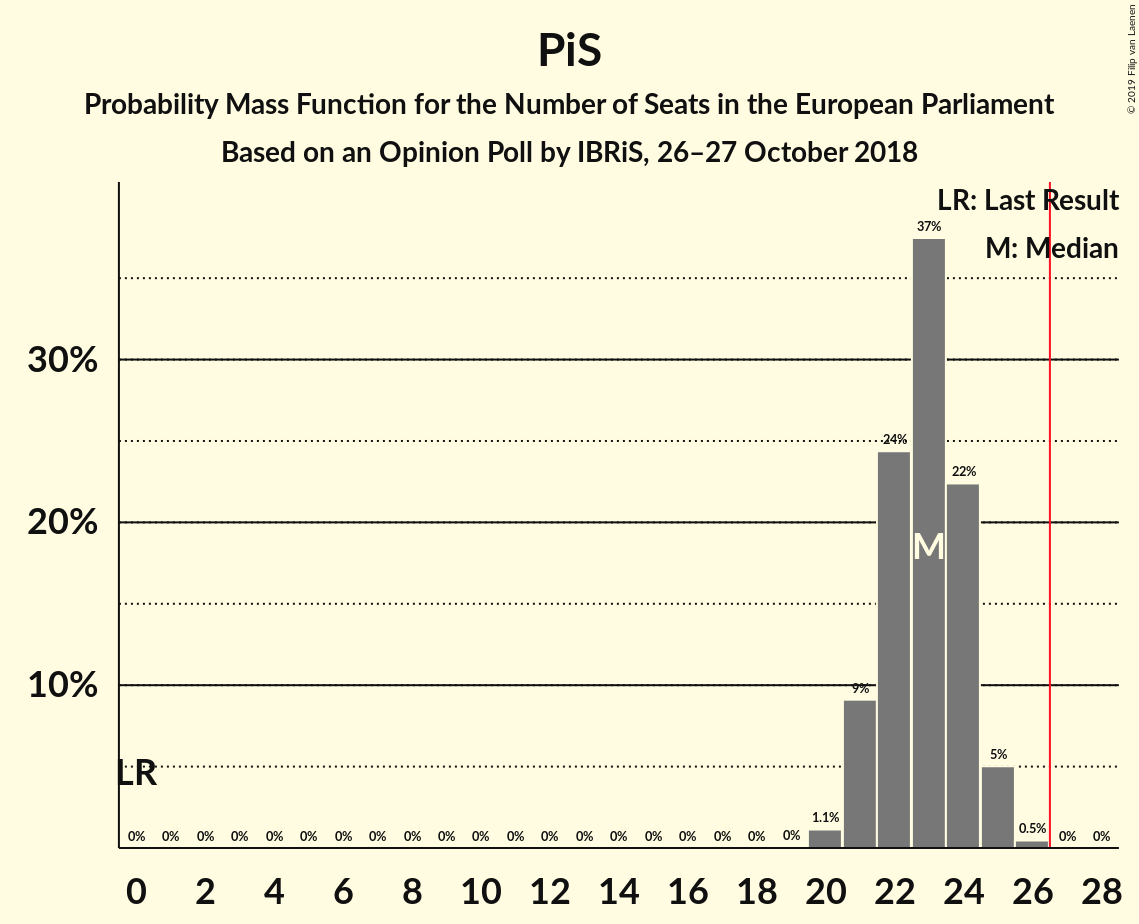 PiS
Probability Mass Function for the Number of Seats in the European Parliament
Based on an Opinion Poll by IBRiS, 26–27 October 2018
© 2019 Filip van Laenen
LR: Last Result
M: Median
37%
30%
24%
22%
20%
M
10%
9%
5%
LR
1.1%
0.5%
0% 0% 0% 0% 0% 0% 0% 0% 0% 0% 0% 0% 0% 0% 0% 0% 0% 0% 0% 0% 0% 0%
0 2 4 6 8 10 12 14 16 18 20 22 24 26 28